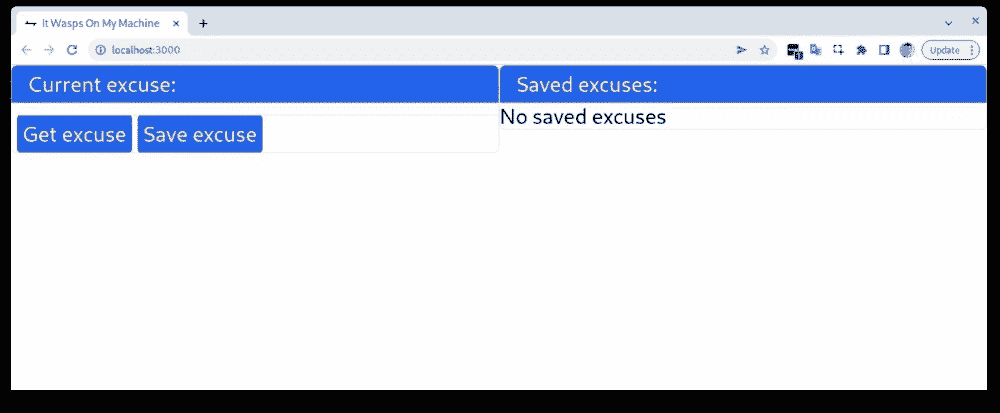 It Wasps On My Machine
localhost:3000
Update
Current excuse:
Saved excuses:
Get excuse
Save excuse
No saved excuses